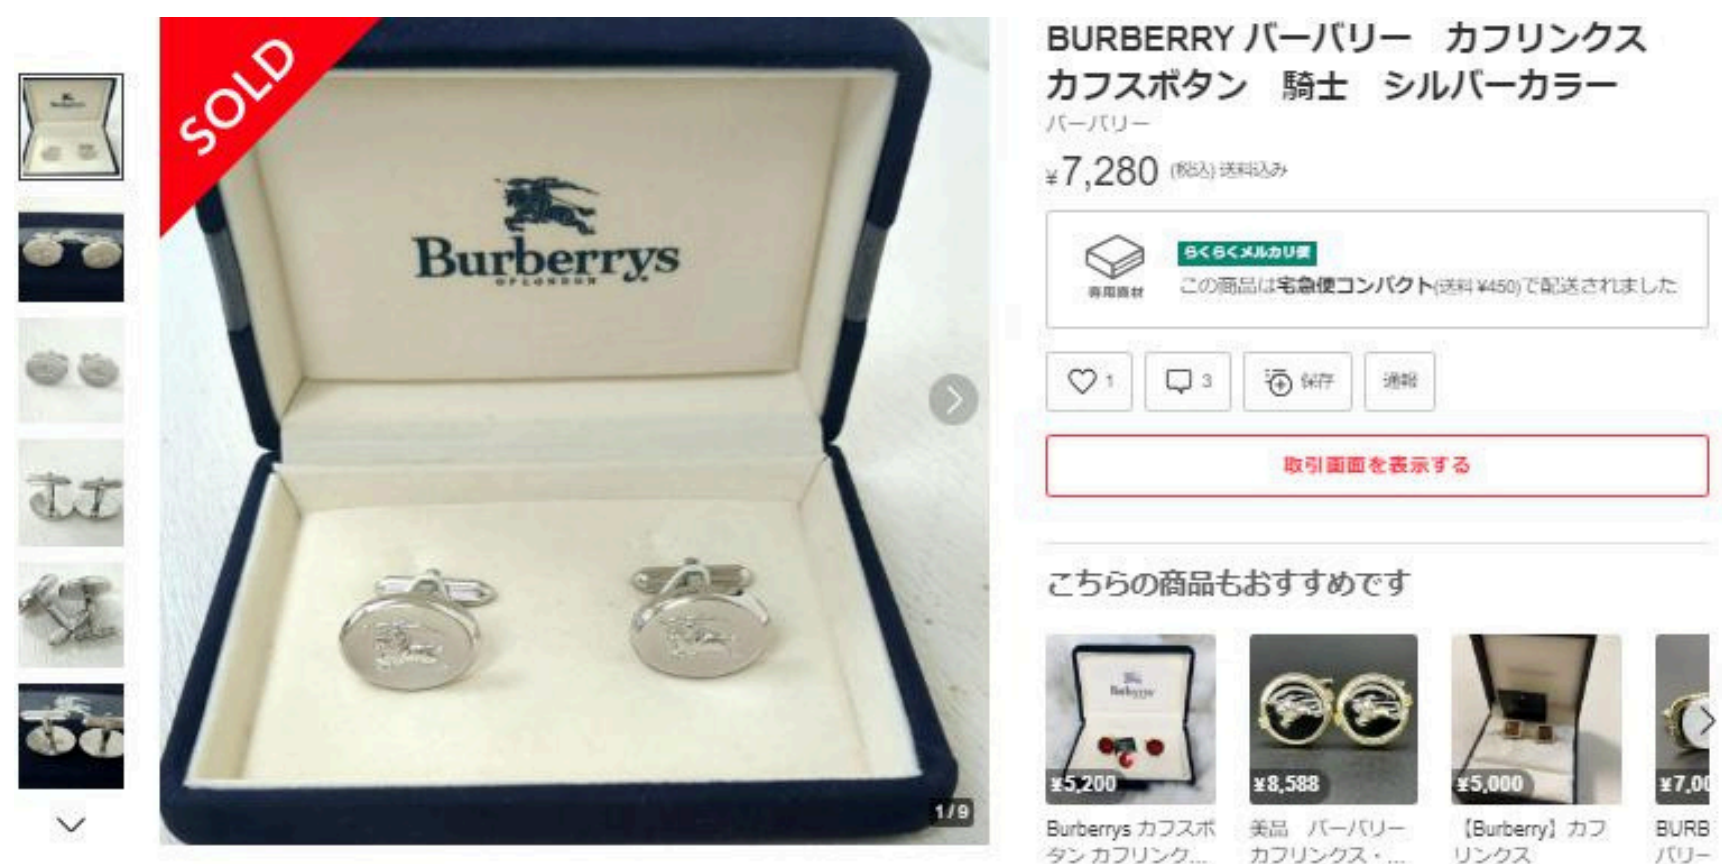 SOLD
Burberrys
OF LONDON
1/9
BURBERRY バーバリー　カフリンクス
カフスボタン　騎士　シルバーカラー
バーバリー
¥7,280 (税込) 送料込み
らくらくメルカリ便
専用資材
この商品は宅急便コンパクト(送料 ¥450)で配送されました
1
3
保存
通報
取引画面を表示する
こちらの商品もおすすめです
Burberrys
¥5,200
¥8,588
¥5,000
¥7,00
Burberrys カフスボ
タン カフリンク...
美品　バーバリー
カフリンクス・...
【Burberry】カフ
リンクス
BURB
バリー